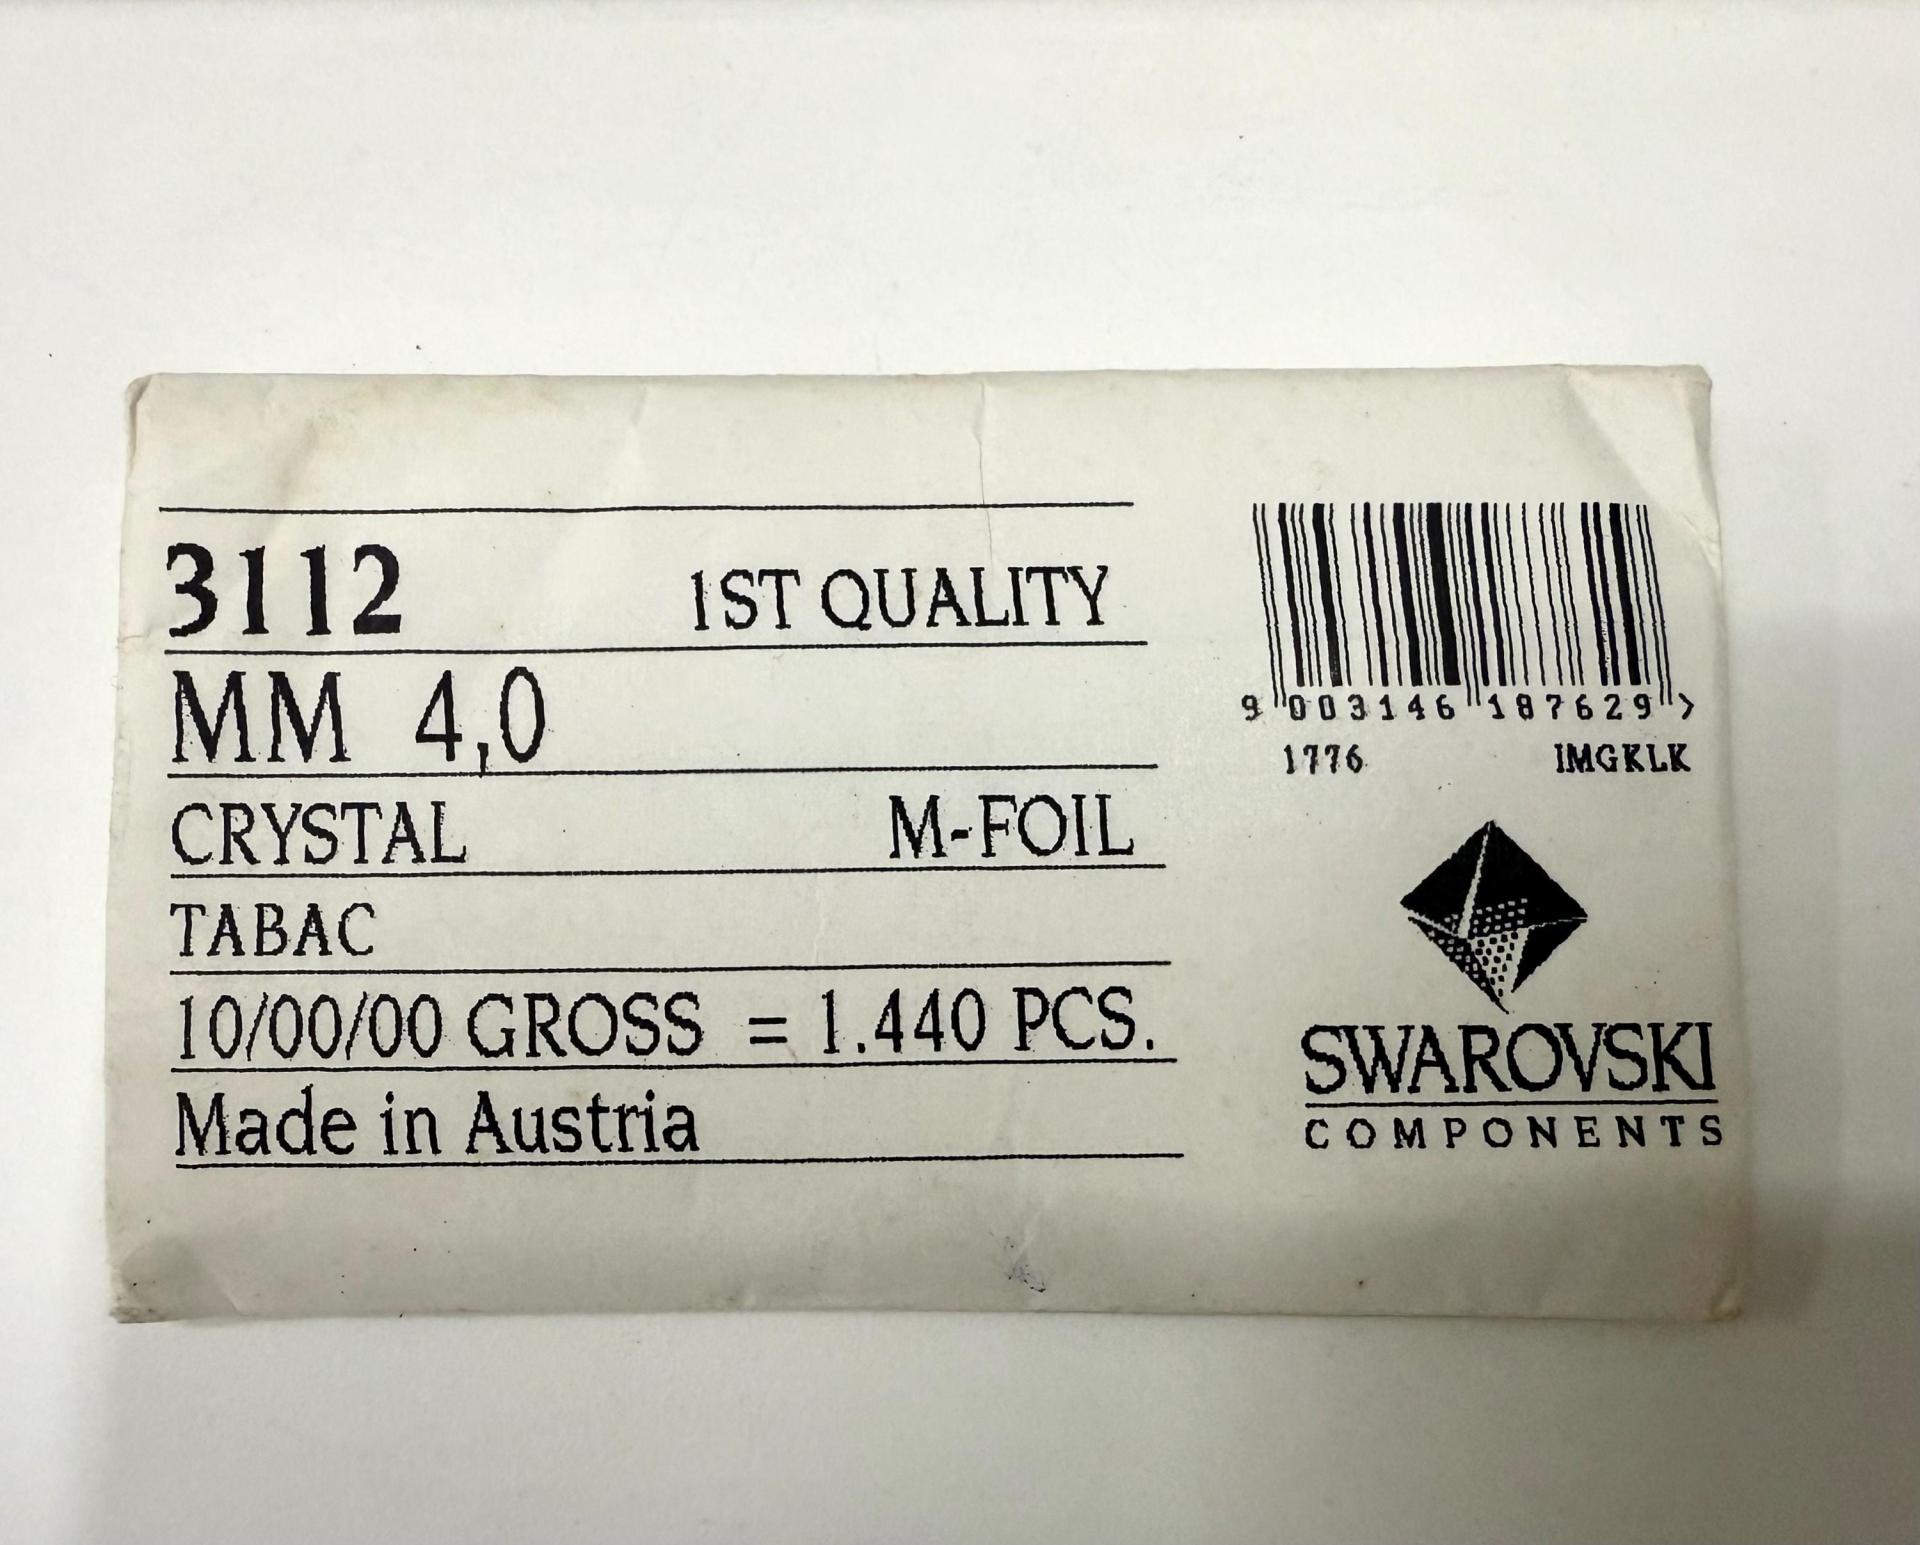 3112 1ST QUALITY
MM 4,0
CRYSTAL M-FOIL
TABAC
10/00/00 GROSS = 1.440 PCS.
Made in Austria
9 003146 187629 >
1776 IMGKLK
SWAROVSKI
COMPONENTS